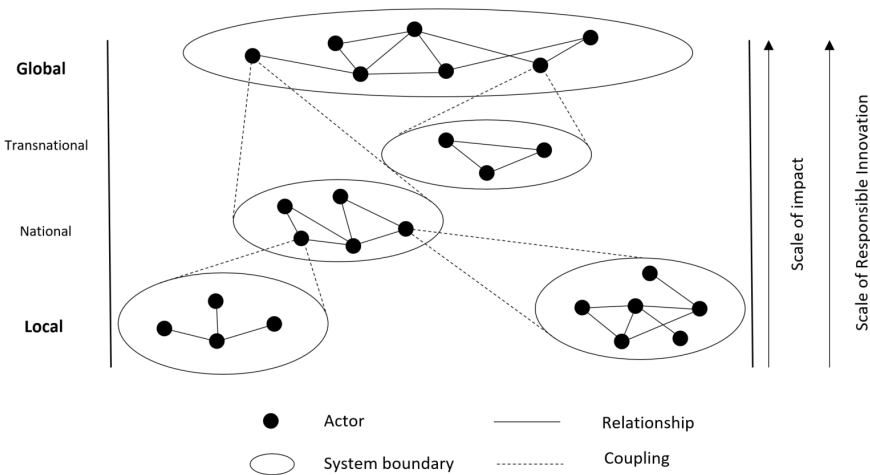 Global
Transnational
National
Local
Scale of impact
Scale of Responsible Innovation
Actor
Relationship
System boundary
Coupling